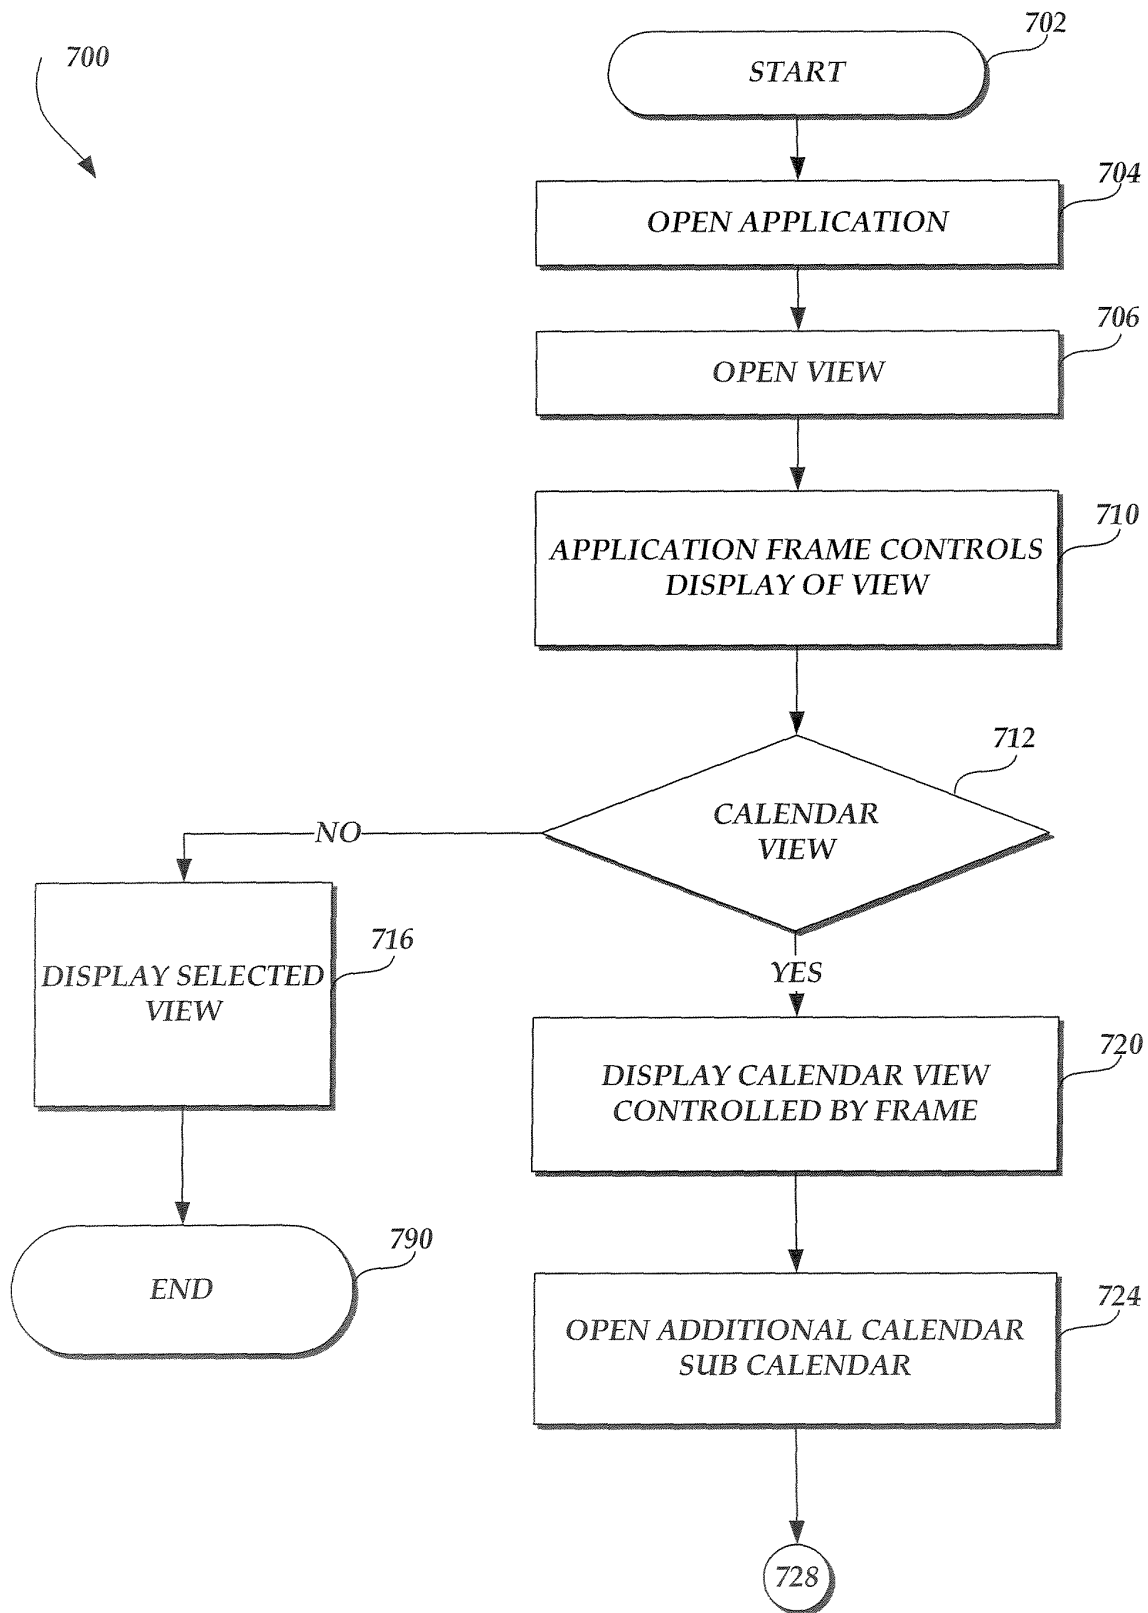 700
702
START
704
OPEN APPLICATION
706
OPEN VIEW
710
APPLICATION FRAME CONTROLS
DISPLAY OF VIEW
712
CALENDAR
VIEW
NO
YES
716
DISPLAY SELECTED
VIEW
720
DISPLAY CALENDAR VIEW
CONTROLLED BY FRAME
790
END
724
OPEN ADDITIONAL CALENDAR
SUB CALENDAR
728